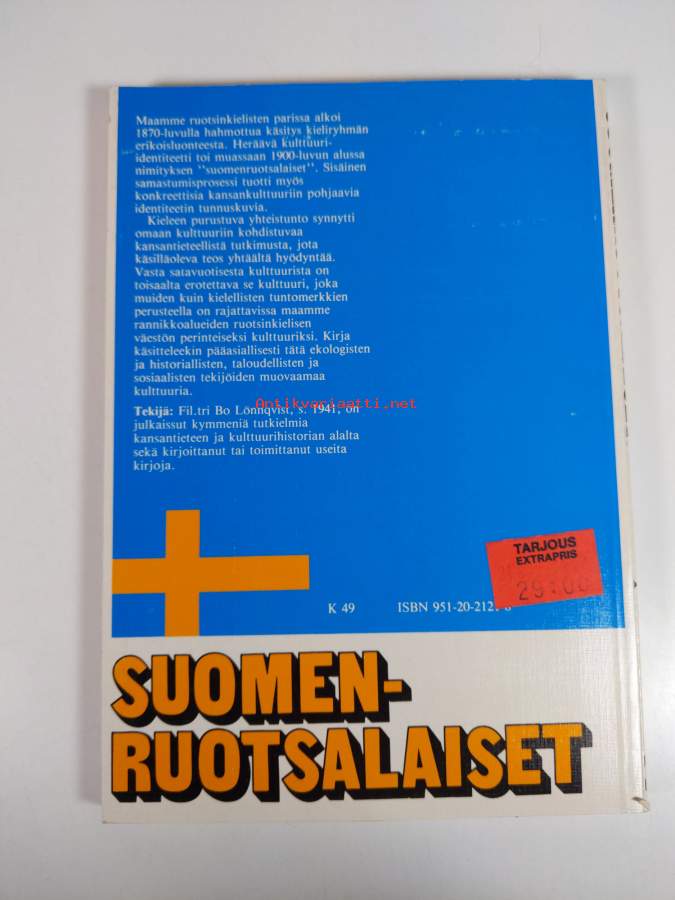 Maamme ruotsinkielisten parissa alkoi
1870-luvulla hahmottua käsitys kieliryhmän
erikoisluonteesta. Heräävä kulttuuri-
identiteetti toi muassaan 1900-luvun alussa
nimityksen "suomenruotsalaiset". Sisäinen
samastumisprosessi tuotti myös
konkreettisia kansankulttuuriin pohjaavia
identiteetin tunnuskuvia.
Kieleen purustuva yhteistunto synnytti
omaan kulttuuriin kohdistuvaa
kansantieteellistä tutkimusta, jota
käsilläoleva teos yhtäältä hyödyntää.
Vasta satavuotisesta kulttuurista on
toisaalta erotettava se kulttuuri, joka
muiden kuin kielellisten tuntomerkkien
perusteella on rajattavissa maamme
rannikkoalueiden ruotsinkielisen
väestön perinteiseksi kulttuuriksi. Kirja
käsitteleekin pääasiallisesti tätä ekologisten
ja historiallisten, taloudellisten ja
sosiaalisten tekijöiden muovaamaa
kulttuuria.
Antikvariaatti.net
Tekijä: Fil.tri Bo Lönnqvist, s. 1941, on
julkaissut kymmeniä tutkielmia
kansantieteen ja kulttuurihistorian alalta
sekä kirjoittanut tai toimittanut useita
kirjoja.
TARJOUS
EXTRAPRIS
K 49 ISBN 951-20-212
SUOMEN-
RUOTSALAISET